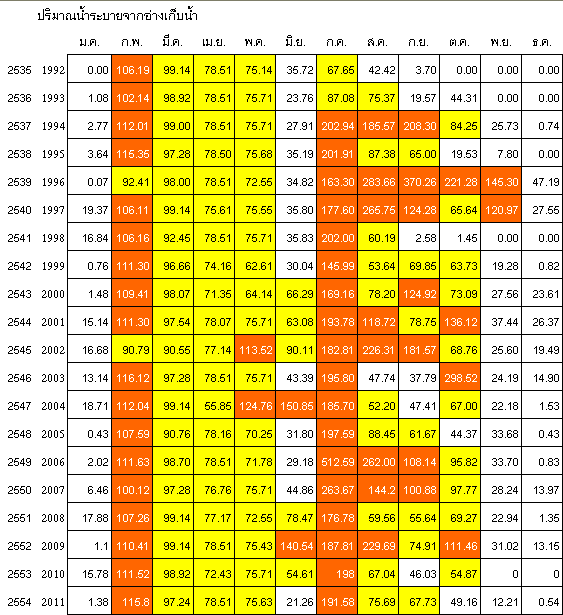 ปริมาณน้ำระบายจากอ่างเก็บน้ำ
ม.ค. ก.พ. มี.ค. เม.ย. พ.ค. มิ.ย. ก.ค. ส.ค. ก.ย. ต.ค. พ.ย. ธ.ค.
2535 1992 0.00 106.19 99.14 78.51 75.14 35.72 67.65 42.42 3.70 0.00 0.00 0.00
2536 1993 1.08 102.14 98.92 78.51 75.71 23.76 87.08 75.37 19.57 44.31 0.00 0.00
2537 1994 2.77 112.01 99.00 78.51 75.71 27.91 202.94 185.57 208.30 84.25 25.73 0.74
2538 1995 3.64 115.35 97.28 78.50 75.68 35.19 201.91 87.38 65.00 19.53 7.80 0.00
2539 1996 0.07 92.41 98.00 78.51 72.55 34.82 163.30 283.66 370.26 221.28 145.30 47.19
2540 1997 19.37 106.11 99.14 75.61 75.55 35.80 177.60 265.75 124.28 65.64 120.97 27.55
2541 1998 16.84 106.16 92.45 78.51 75.71 35.83 202.00 60.19 2.58 1.45 0.00 0.00
2542 1999 0.76 111.30 96.66 74.16 62.61 30.04 145.99 53.64 69.85 63.73 19.28 0.82
2543 2000 1.48 109.41 98.07 71.35 64.14 66.29 169.16 78.20 124.92 73.09 27.56 23.61
2544 2001 15.14 111.30 97.54 78.07 75.71 63.08 193.78 118.72 78.75 136.12 37.44 26.37
2545 2002 16.68 90.79 90.55 77.14 113.52 90.11 182.81 226.31 181.57 68.76 25.60 19.49
2546 2003 13.14 116.12 97.28 78.51 75.71 43.39 195.80 47.74 37.79 298.52 24.19 14.90
2547 2004 18.71 112.04 99.14 55.85 124.76 150.85 185.70 52.20 47.41 67.00 22.18 1.53
2548 2005 0.43 107.59 90.76 78.16 70.25 31.80 197.59 88.45 61.67 44.37 33.68 0.43
2549 2006 2.02 111.63 98.70 78.51 71.78 29.18 512.59 262.00 108.14 95.82 33.70 0.83
2550 2007 6.46 100.12 97.28 76.76 75.71 44.86 263.67 144.2 100.88 97.77 28.24 13.97
2551 2008 17.88 107.26 99.14 77.17 72.55 78.47 176.78 59.56 55.64 69.27 22.94 1.35
2552 2009 1.1 110.41 99.14 78.51 75.43 140.54 187.81 229.69 74.91 111.46 31.02 13.15
2553 2010 15.78 111.52 98.92 72.43 75.71 54.61 198 67.04 46.03 54.87 0 0
2554 2011 1.38 115.8 97.24 78.51 75.63 21.26 191.58 75.69 67.73 49.16 12.21 0.54